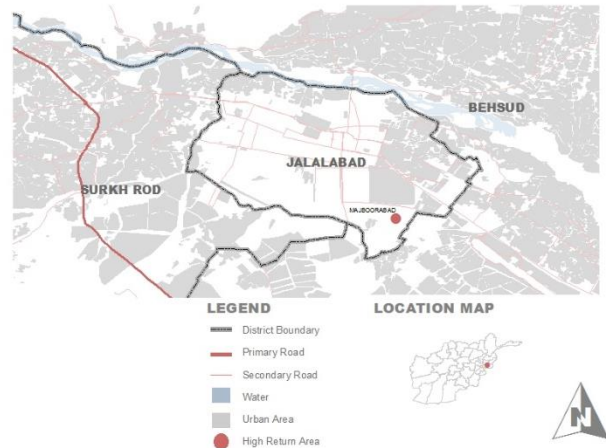 BEHSUD
JALALABAD
SURKH ROD
MAJBOORABAD
LEGEND
District Boundary
Primary Road
Secondary Road
Water
Urban Area
High Return Area
LOCATION MAP
N